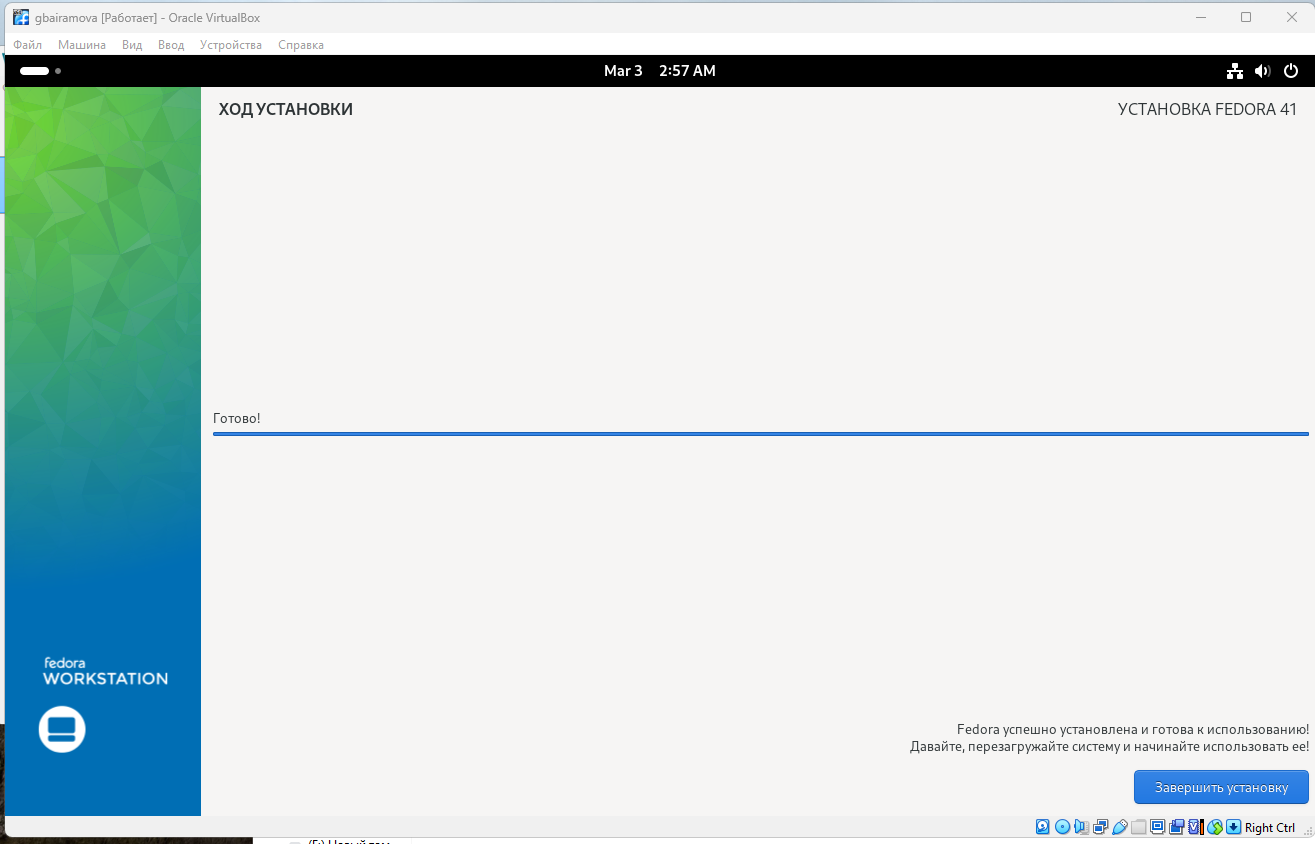 gbairamova [Работает] - Oracle VirtualBox
Файл Машина Вид Ввод Устройства Справка
Mar 3 2:57 AM
ХОД УСТАНОВКИ
УСТАНОВКА FEDORA 41
Готово!
fedora
WORKSTATION
Fedora успешно установлена и готова к использованию!
Давайте, перезагружайте систему и начинайте использовать ее!
Завершить установку
Right Ctrl